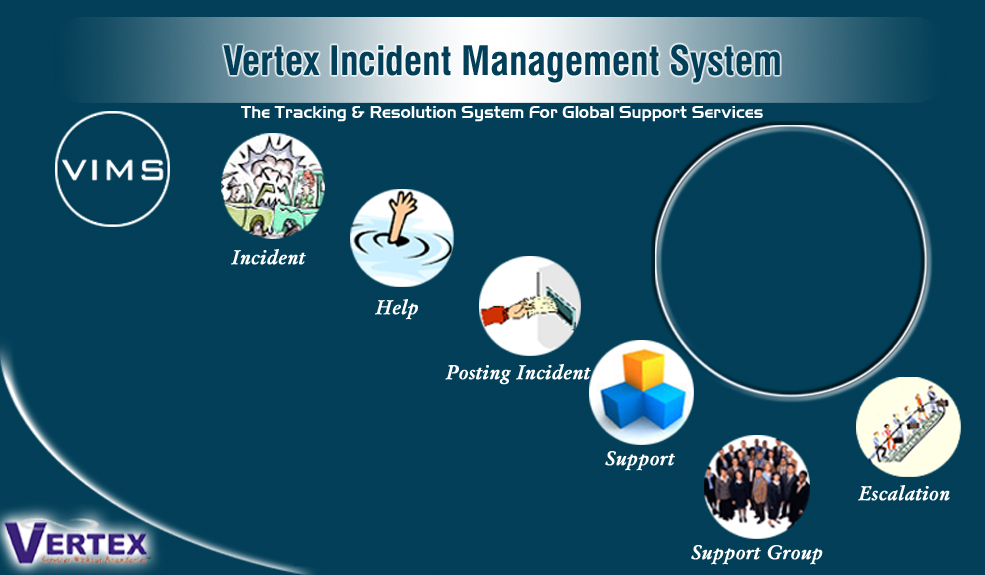 Vertex Incident Management System
The Tracking & Resolution System For Global Support Services
VIMS
Incident
Help
Posting Incident
Support
Support Group
Escalation
VERTEX